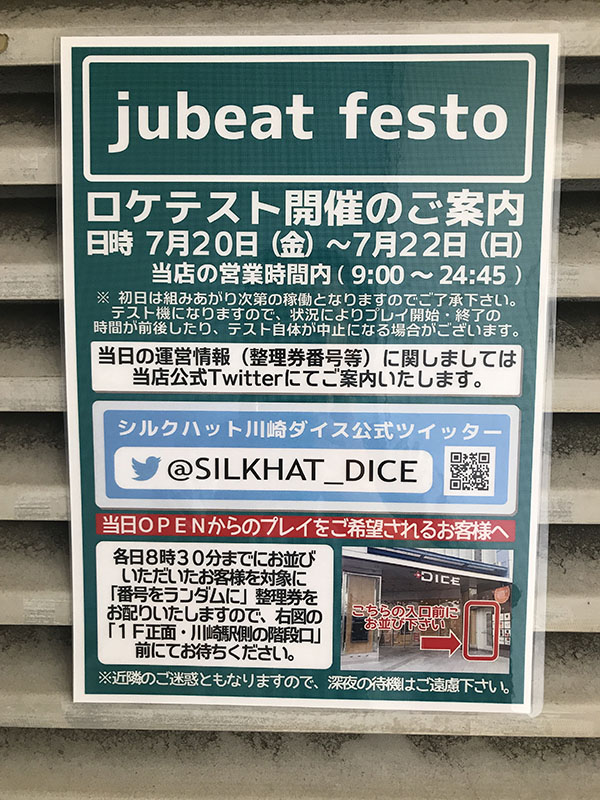 jubeat festo
ロケテスト開催のご案内
日時 7月20日(金)~7月22日(日)
当店の営業時間内(9:00~24:45)
※ 初日は組みあがり次第の稼働となりますのでご了承下さい。
テスト機になりますので、状況によりプレイ開始・終了の
時間が前後したり、テスト自体が中止になる場合がございます。
当日の運営情報(整理券番号等)に関しましては
当店公式Twitterにてご案内いたします。
シルクハット川崎ダイス公式ツイッター
@SILKHAT_DICE
当日OPENからのプレイをご希望されるお客様へ
各日8時30分までにお並び
いただいたお客様を対象に
「番号をランダムに」整理券を
お配りいたしますので、右図の
「1F正面・川崎駅側の階段口」
前にてお待ちください。
DICE
こちらの入口前に
お並び下さい
※近隣のご迷惑ともなりますので、深夜の待機はご遠慮下さい。